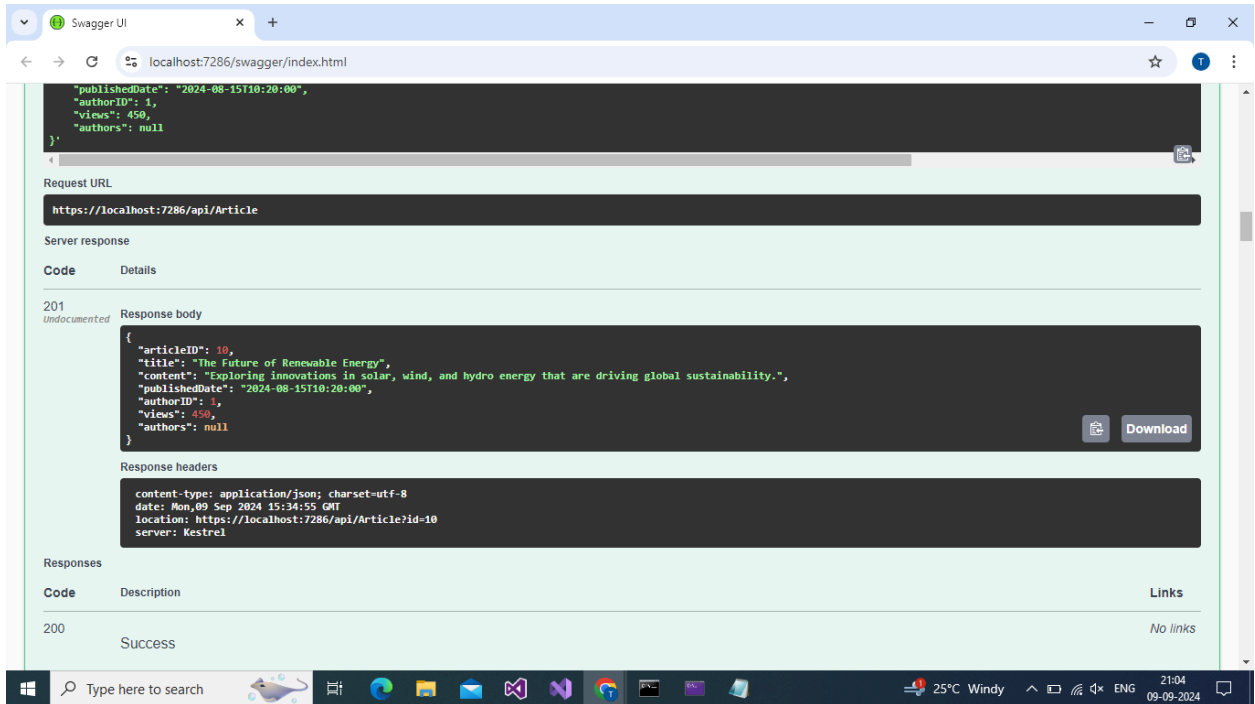 Swagger UI
localhost:7286/swagger/index.html
T
"publishedDate": "2024-08-15T10:20:00",
"authorID": 1,
"views": 450,
"authors": null
}'
Request URL
https://localhost:7286/api/Article
Server response
Code Details
201
Undocumented
Response body
{
"articleID": 10,
"title": "The Future of Renewable Energy",
"content": "Exploring innovations in solar, wind, and hydro energy that are driving global sustainability.",
"publishedDate": "2024-08-15T10:20:00",
"authorID": 1,
"views": 450,
"authors": null
}
Download
Response headers
content-type: application/json; charset=utf-8
date: Mon,09 Sep 2024 15:34:55 GMT
location: https://localhost:7286/api/Article?id=10
server: Kestrel
Responses
Code Description Links
200 Success No links
Type here to search
1
25°C Windy
ENG
21:04
09-09-2024